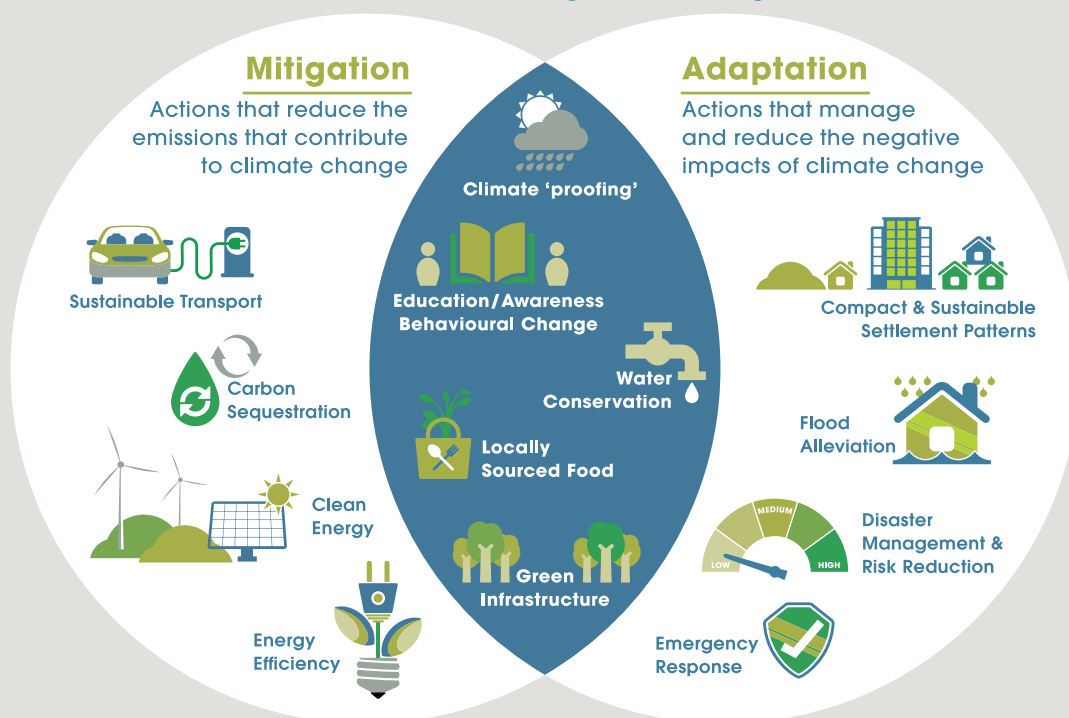 Mitigation
Actions that reduce the
emissions that contribute
to climate change
Sustainable Transport
Carbon
Sequestration
Clean
Energy
Energy
Efficiency
Climate ‘proofing’
Education/Awareness
Behavioural Change
Water
Conservation
Locally
Sourced Food
Green
Infrastructure
Adaptation
Actions that manage
and reduce the negative
impacts of climate change
Compact & Sustainable
Settlement Patterns
Flood
Alleviation
LOW
MEDIUM
HIGH
Disaster
Management &
Risk Reduction
Emergency
Response